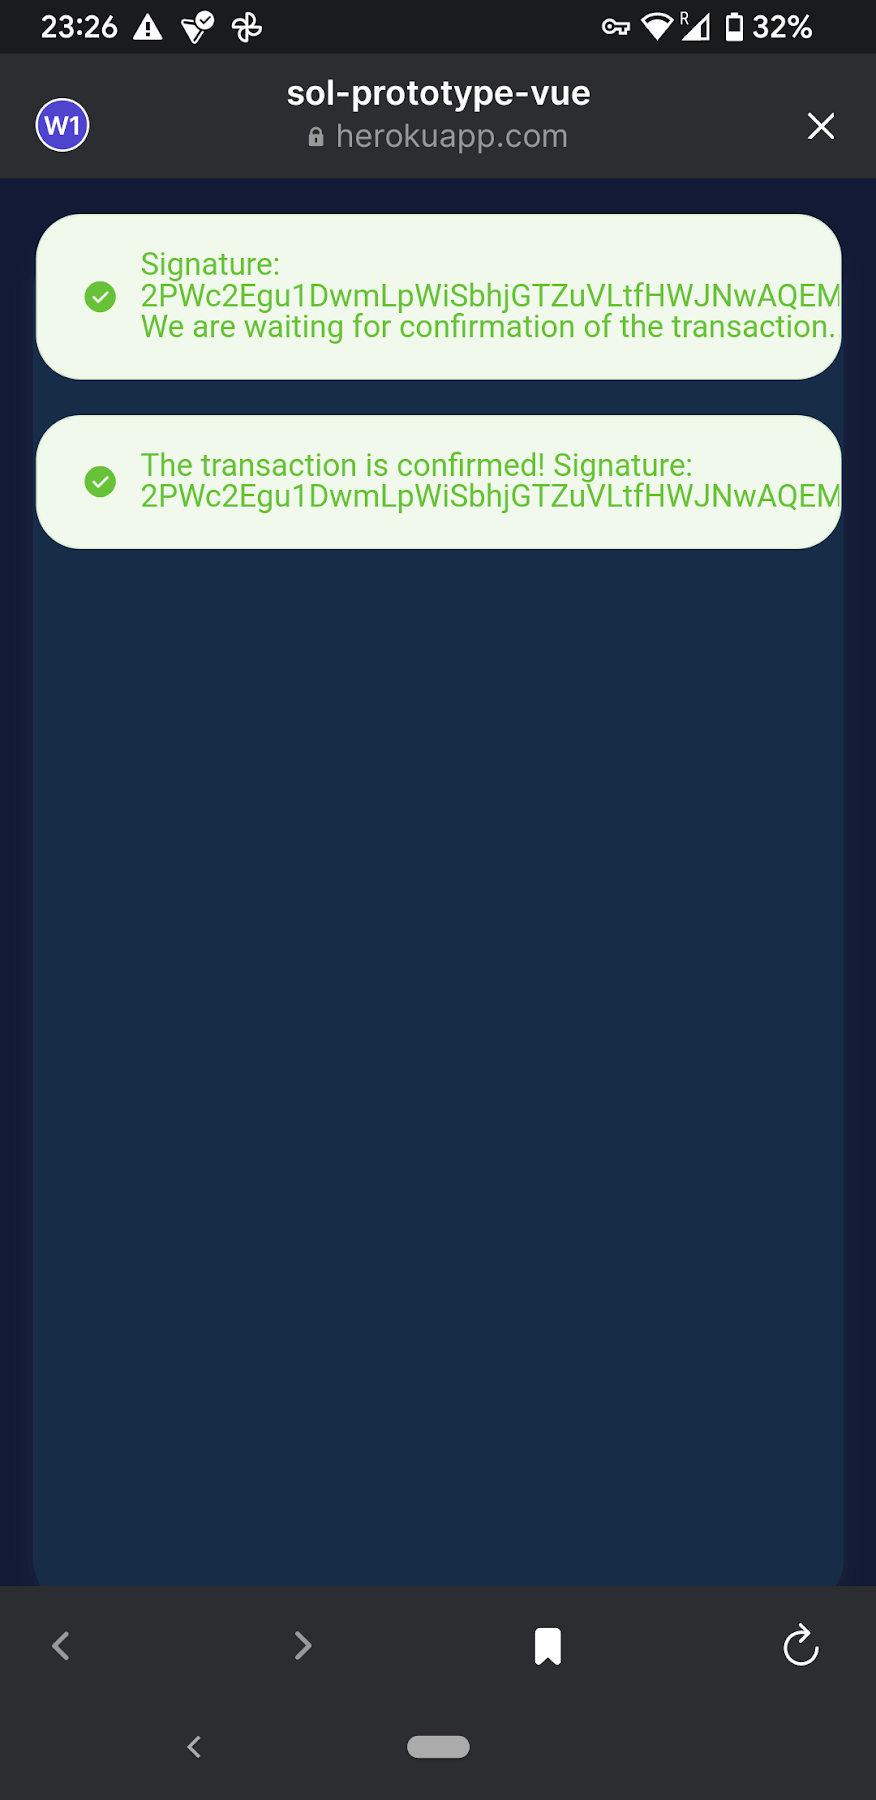 23:26
R
32%
W1
sol-prototype-vue
herokuapp.com
Signature:
2PWc2Egu1DwmLpWiSbhjGTZuVLtfHWJNwAQEM
We are waiting for confirmation of the transaction.
The transaction is confirmed! Signature:
2PWc2Egu1DwmLpWiSbhjGTZuVLtfHWJNwAQEM